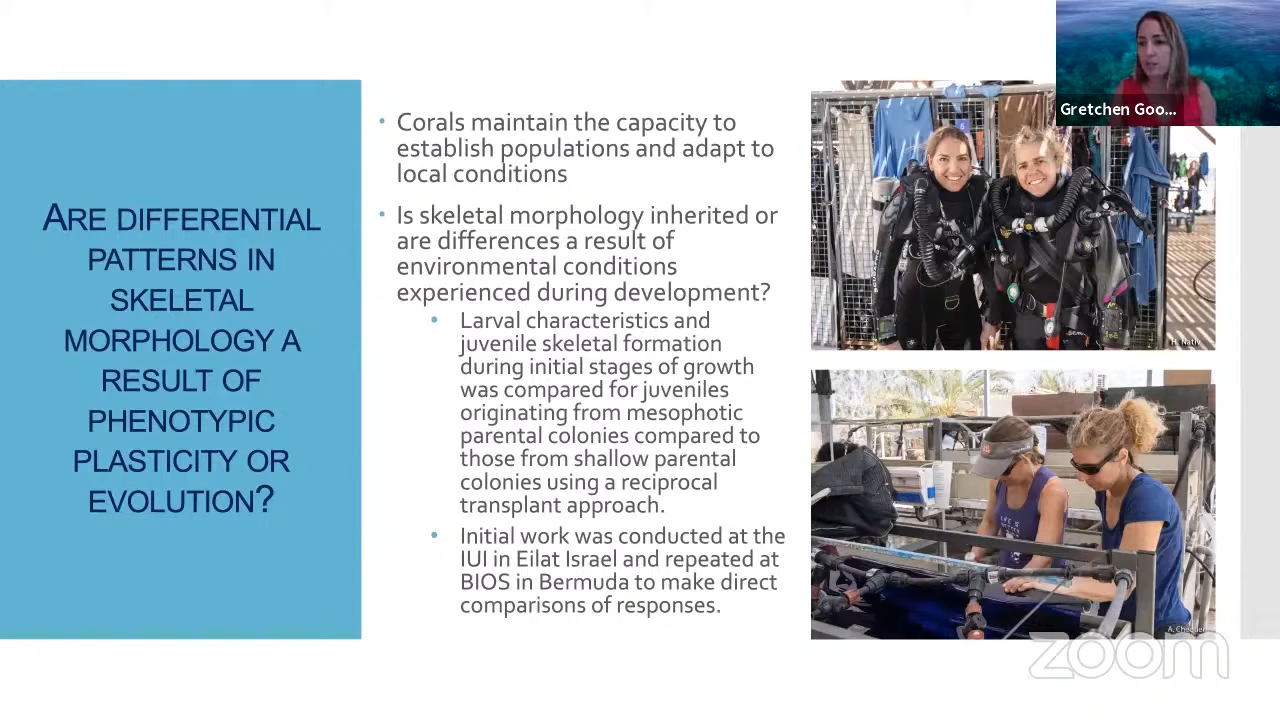 Gretchen Goo...
ARE DIFFERENTIAL
PATTERNS IN
SKELETAL
MORPHOLOGY A
RESULT OF
PHENOTYPIC
PLASTICITY OR
EVOLUTION?
• Corals maintain the capacity to
establish populations and adapt to
local conditions
• Is skeletal morphology inherited or
are differences a result of
environmental conditions
experienced during development?
• Larval characteristics and
juvenile skeletal formation
during initial stages of growth
was compared for juveniles
originating from mesophotic
parental colonies compared to
those from shallow parental
colonies using a reciprocal
transplant approach.
• Initial work was conducted at the
IUI in Eilat Israel and repeated at
BIOS in Bermuda to make direct
comparisons of responses.
H. Nativ
A. Chequer
zoom